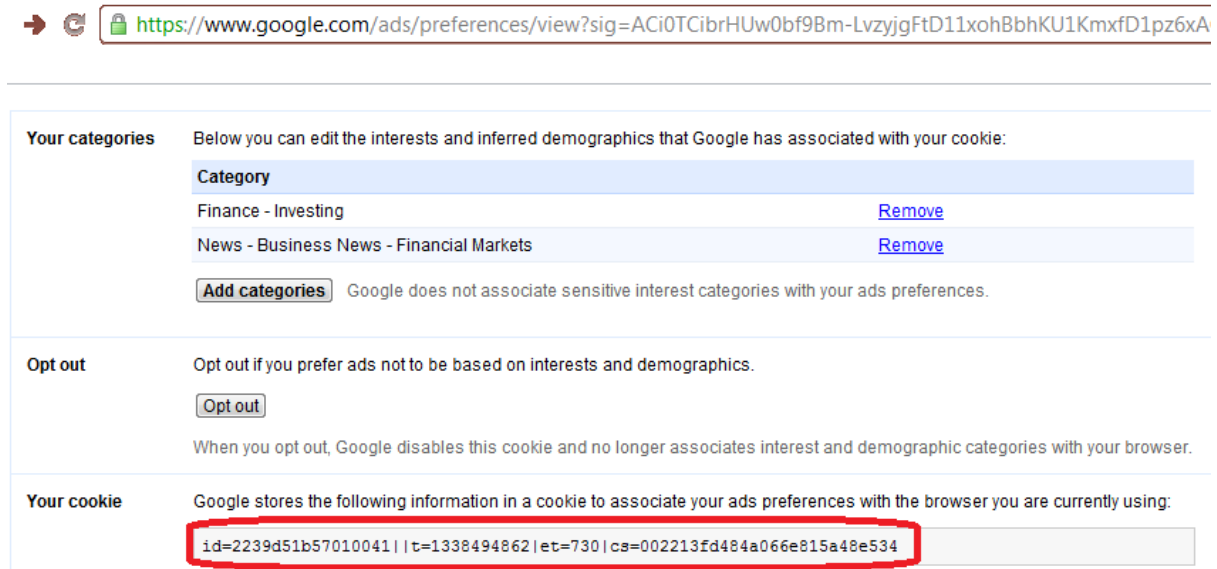 https://www.google.com/ads/preferences/view?sig=ACi0TCibrHUw0bf9Bm-LvzyjgFtD11xohBbhKU1KmxfD1pz6xA
Your categories Below you can edit the interests and inferred demographics that Google has associated with your cookie:
Category
Finance - Investing Remove
News - Business News - Financial Markets Remove
Add categories Google does not associate sensitive interest categories with your ads preferences.
Opt out Opt out if you prefer ads not to be based on interests and demographics.
Opt out
When you opt out, Google disables this cookie and no longer associates interest and demographic categories with your browser.
Your cookie Google stores the following information in a cookie to associate your ads preferences with the browser you are currently using:
id=2239d51b57010041||t=1338494862|et=730|cs=002213fd484a066e815a48e534